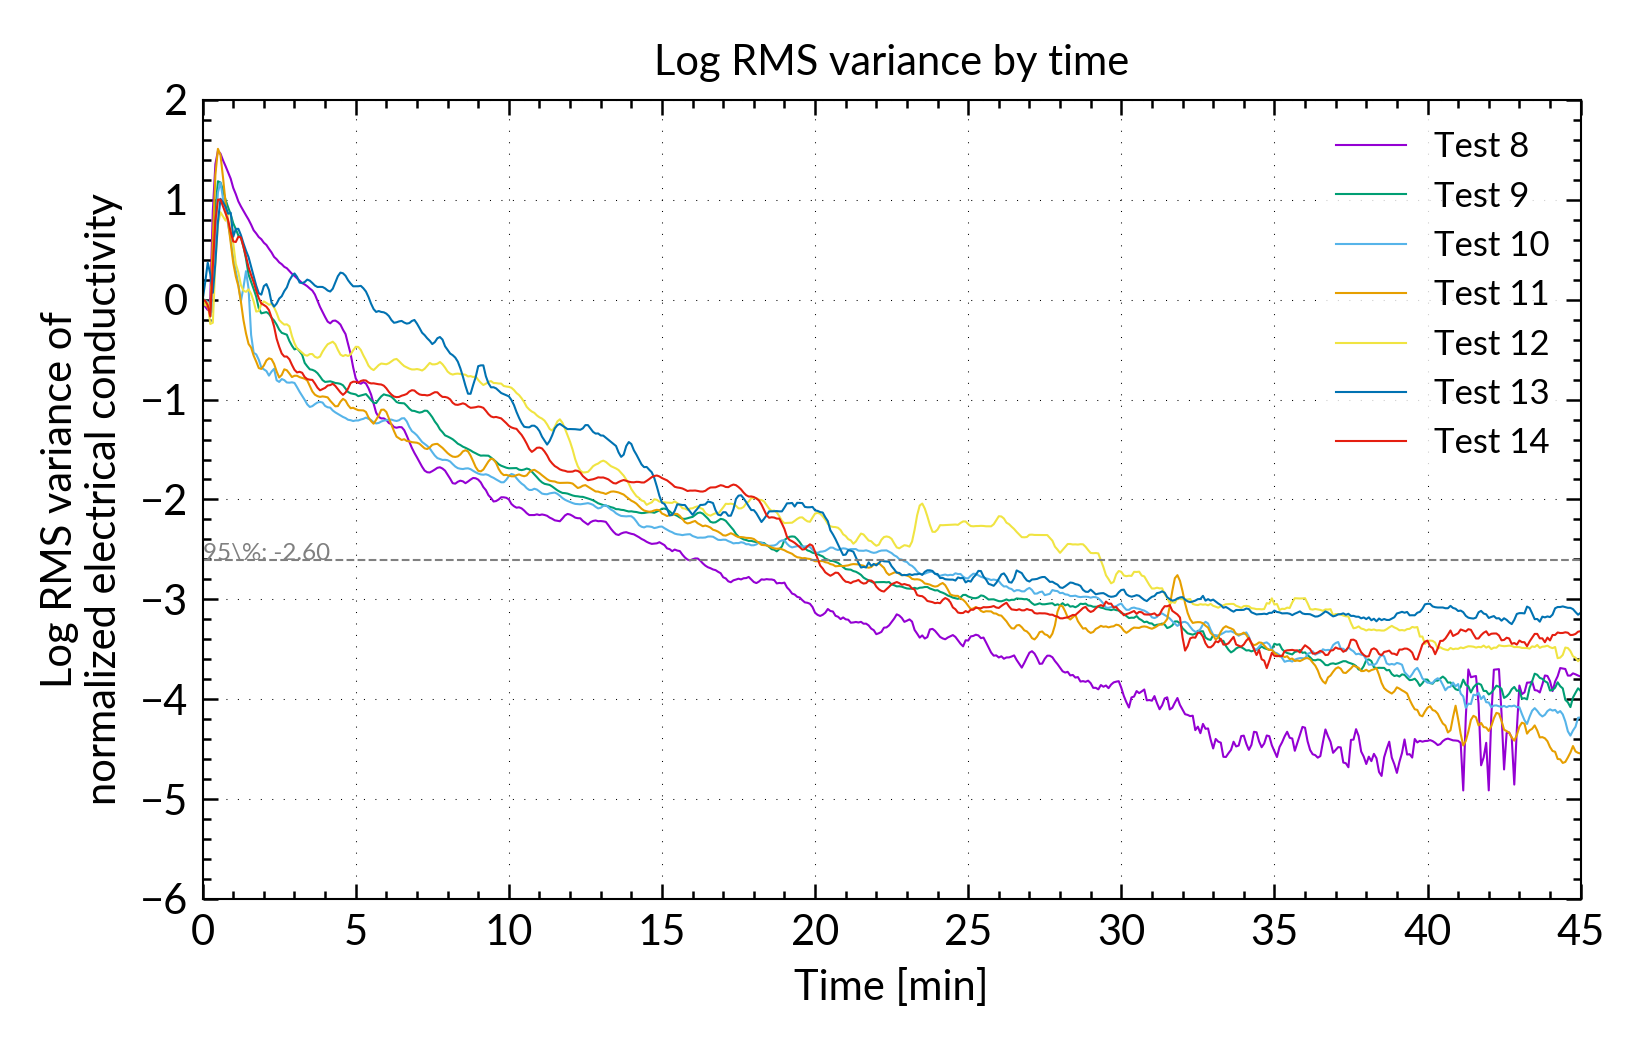 Log RMS variance by time
Log RMS variance of
normalized electrical conductivity
2
1
0
−1
−2
−3
−4
−5
−6
95\%: -2.60
Test 8
Test 9
Test 10
Test 11
Test 12
Test 13
Test 14
0 5 10 15 20 25 30 35 40 45
Time [min]